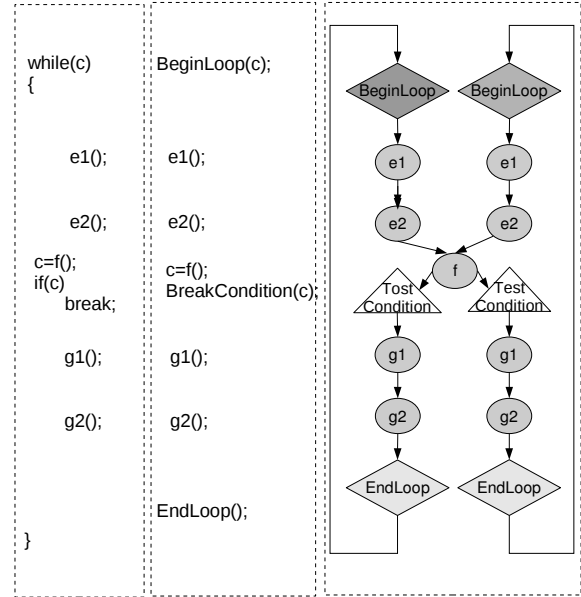 while(c)
{
e1();
e2();
c=f();
if(c)
break;
g1();
g2();
}
BeginLoop(c);
e1();
e2();
c=f();
BreakCondition(c);
g1();
g2();
EndLoop();
BeginLoop
BeginLoop
e1
e1
e2
e2
f
Tost
Condition
Test
Condition
g1
g1
g2
g2
EndLoop
EndLoop